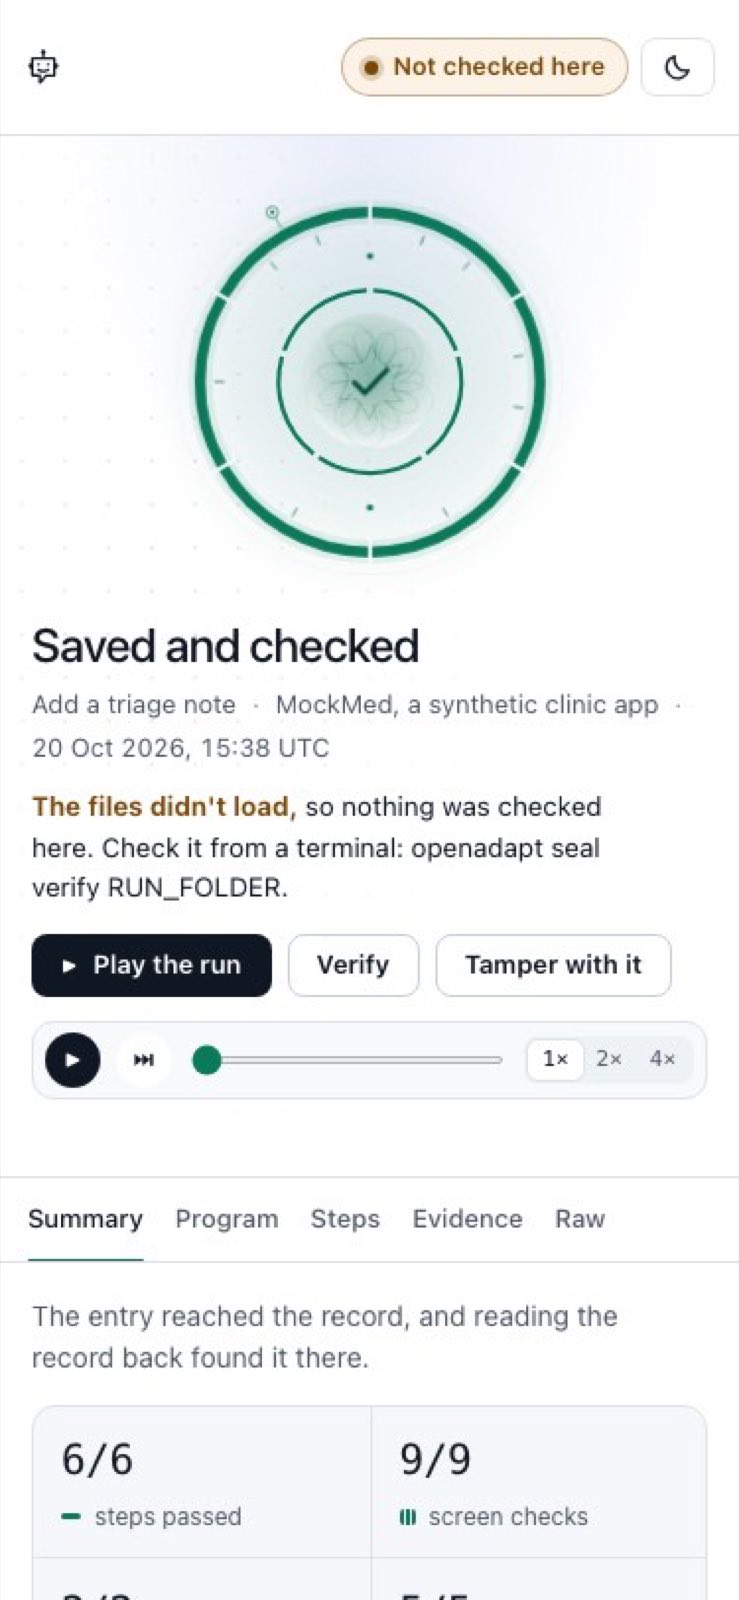 Not checked here
Saved and checked
Add a triage note · MockMed, a synthetic clinic app ·
20 Oct 2026, 15:38 UTC
The files didn't load, so nothing was checked
here. Check it from a terminal: openadapt seal
verify RUN_FOLDER.
Play the run Verify Tamper with it
1× 2× 4×
Summary Program Steps Evidence Raw
The entry reached the record, and reading the
record back found it there.
6/6 9/9
steps passed screen checks